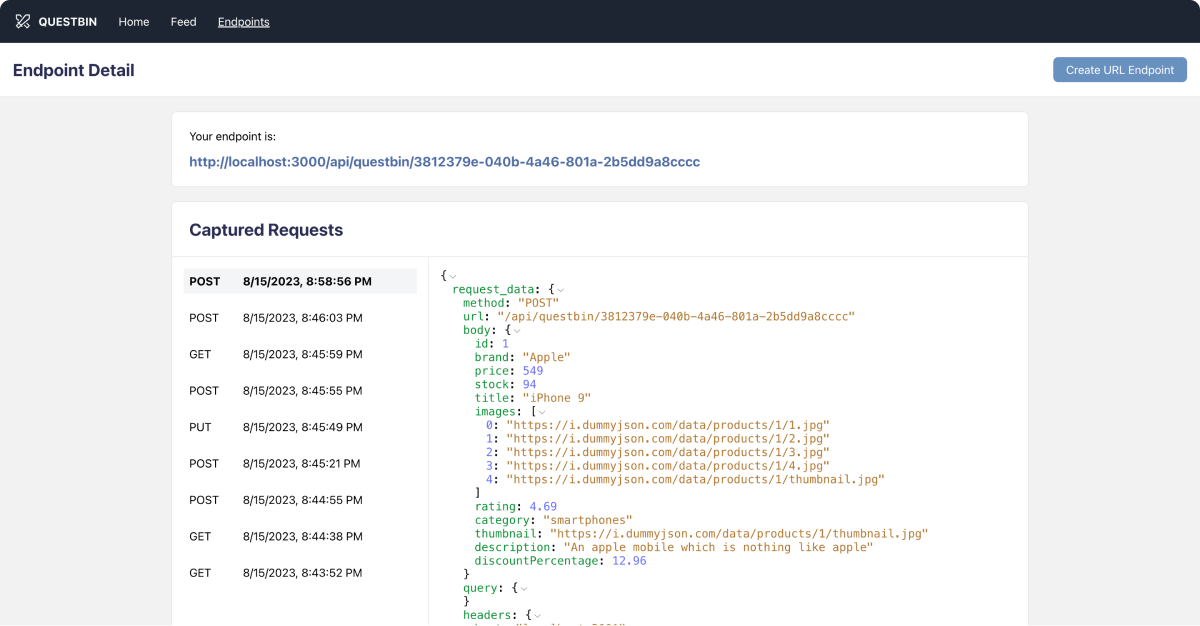 QUESTBIN Home Feed Endpoints
Endpoint Detail
Create URL Endpoint
Your endpoint is:
http://localhost:3000/api/questbin/3812379e-040b-4a46-801a-2b5dd9a8cccc
Captured Requests
POST 8/15/2023, 8:58:56 PM
POST 8/15/2023, 8:46:03 PM
GET 8/15/2023, 8:45:59 PM
POST 8/15/2023, 8:45:55 PM
PUT 8/15/2023, 8:45:49 PM
POST 8/15/2023, 8:45:21 PM
POST 8/15/2023, 8:44:55 PM
GET 8/15/2023, 8:44:38 PM
GET 8/15/2023, 8:43:52 PM
{
request_data: {
method: "POST"
url: "/api/questbin/3812379e-040b-4a46-801a-2b5dd9a8cccc"
body: {
id: 1
brand: "Apple"
price: 549
stock: 94
title: "iPhone 9"
images: [
0: "https://i.dummyjson.com/data/products/1/1.jpg"
1: "https://i.dummyjson.com/data/products/1/2.jpg"
2: "https://i.dummyjson.com/data/products/1/3.jpg"
3: "https://i.dummyjson.com/data/products/1/4.jpg"
4: "https://i.dummyjson.com/data/products/1/thumbnail.jpg"
]
rating: 4.69
category: "smartphones"
thumbnail: "https://i.dummyjson.com/data/products/1/thumbnail.jpg"
description: "An apple mobile which is nothing like apple"
discountPercentage: 12.96
}
query: {
}
headers: {